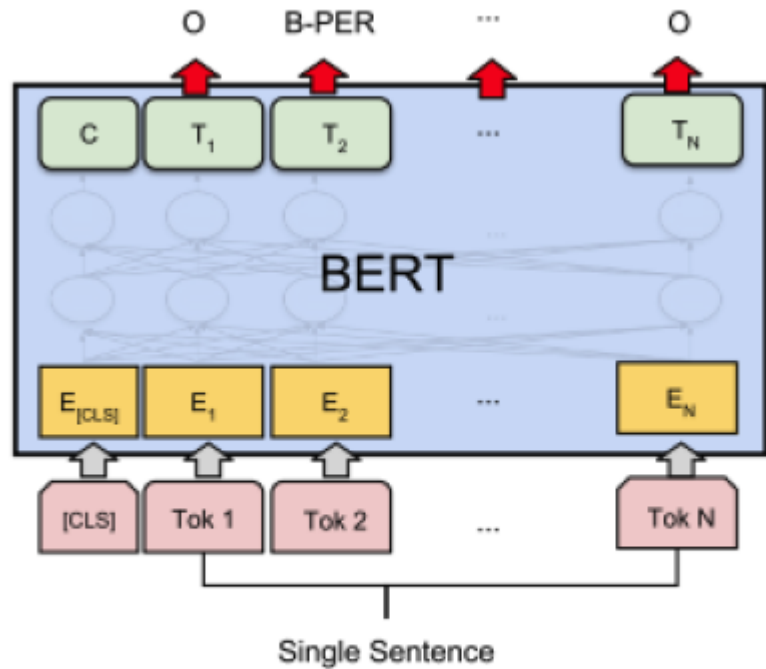 O B-PER ... O
C T1 T2 ... TN
...
BERT
...
E[CLS] E1 E2 ... EN
[CLS] Tok 1 Tok 2 ... Tok N
Single Sentence